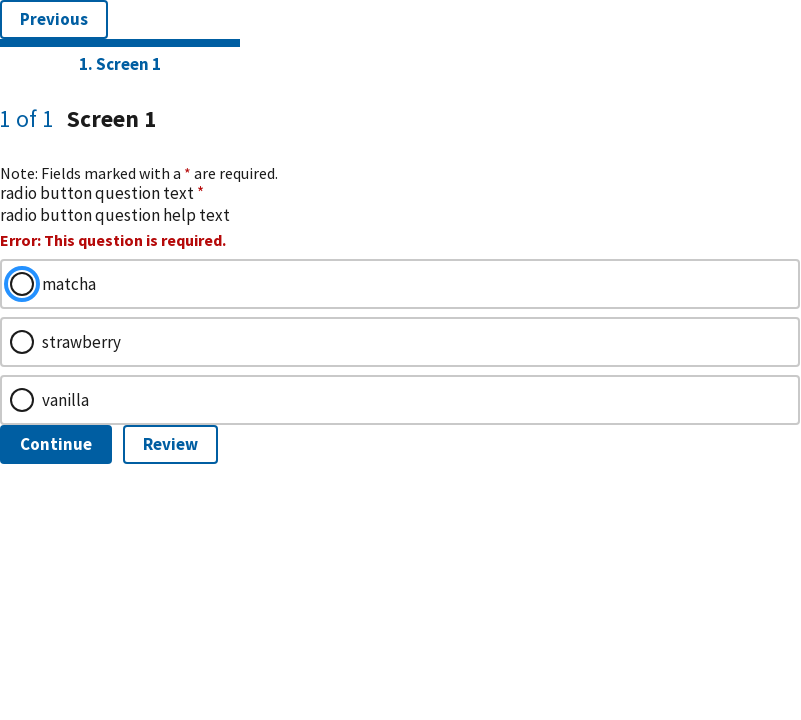 Previous
1. Screen 1
1 of 1 Screen 1
Note: Fields marked with a * are required.
radio button question text *
radio button question help text
Error: This question is required.
matcha
strawberry
vanilla
Continue Review